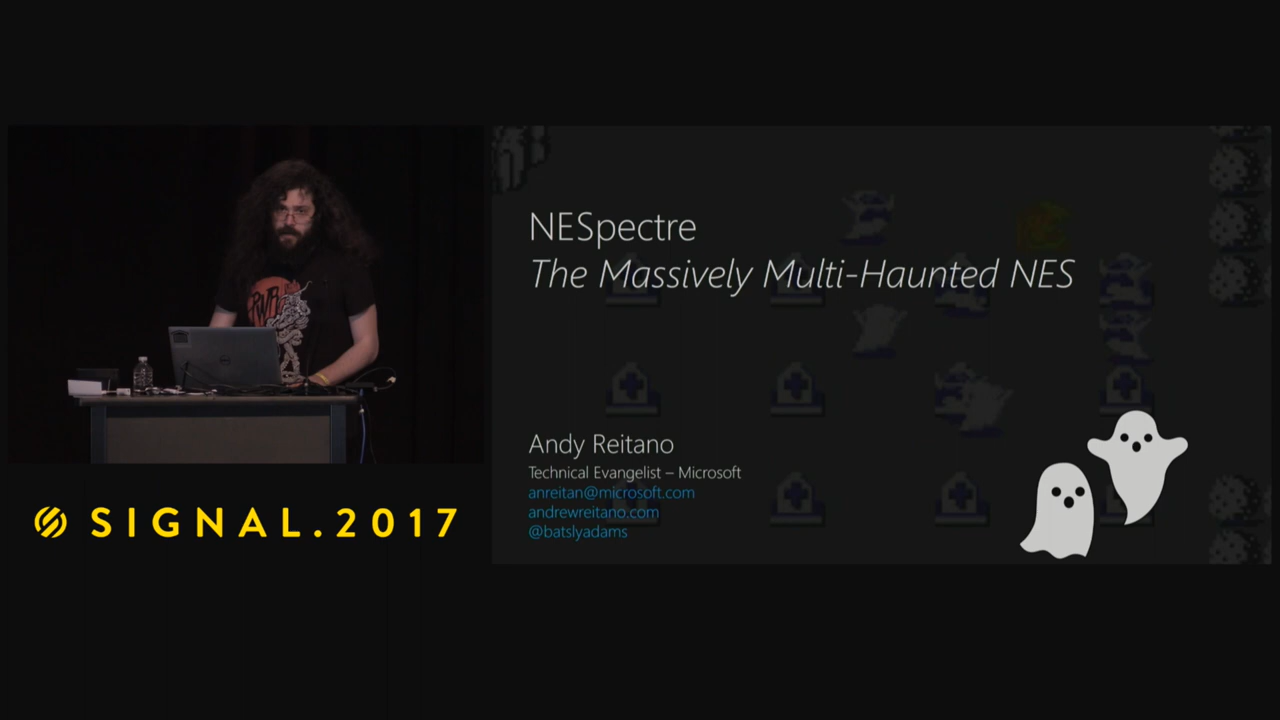 NESpectre
The Massively Multi-Haunted NES
Andy Reitano
Technical Evangelist – Microsoft
anreitan@microsoft.com
andrewreitano.com
@batslyadams
SIGNAL.2017